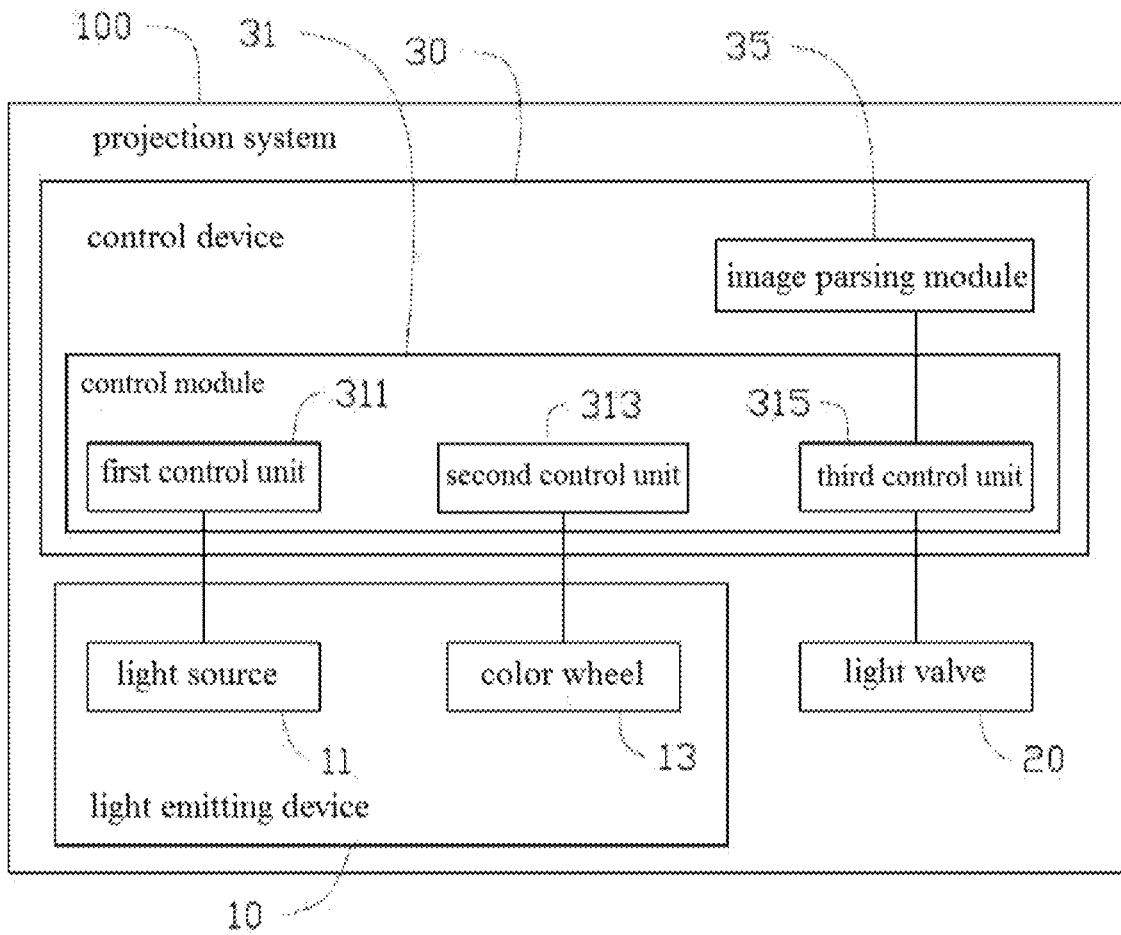 100
31
30
35
projection system
control device
image parsing module
control module
311
313
315
first control unit
second control unit
third control unit
light source
color wheel
light valve
11
13
20
light emitting device
10